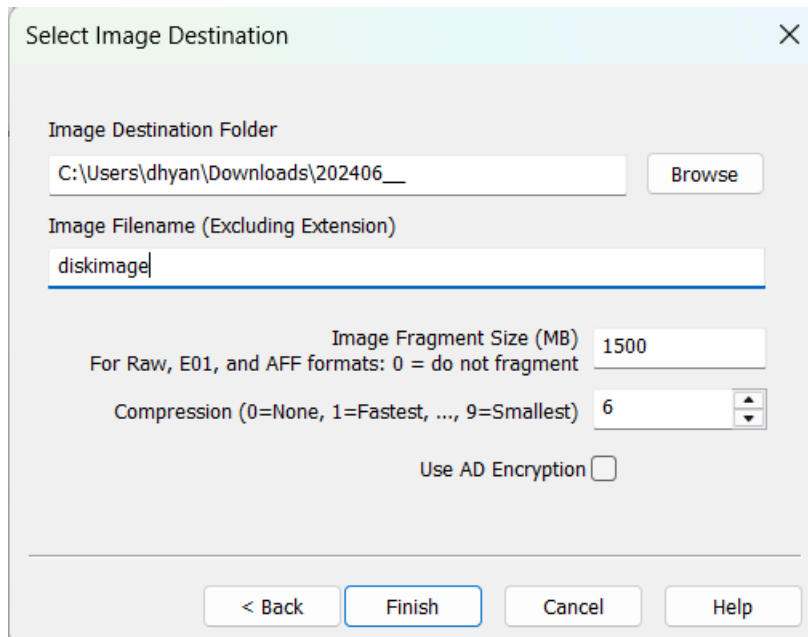 Select Image Destination
Image Destination Folder
C:\Users\dhyan\Downloads\202406__
Browse
Image Filename (Excluding Extension)
diskimage
Image Fragment Size (MB)
1500
For Raw, E01, and AFF formats: 0 = do not fragment
Compression (0=None, 1=Fastest, ..., 9=Smallest)
6
Use AD Encryption
< Back
Finish
Cancel
Help